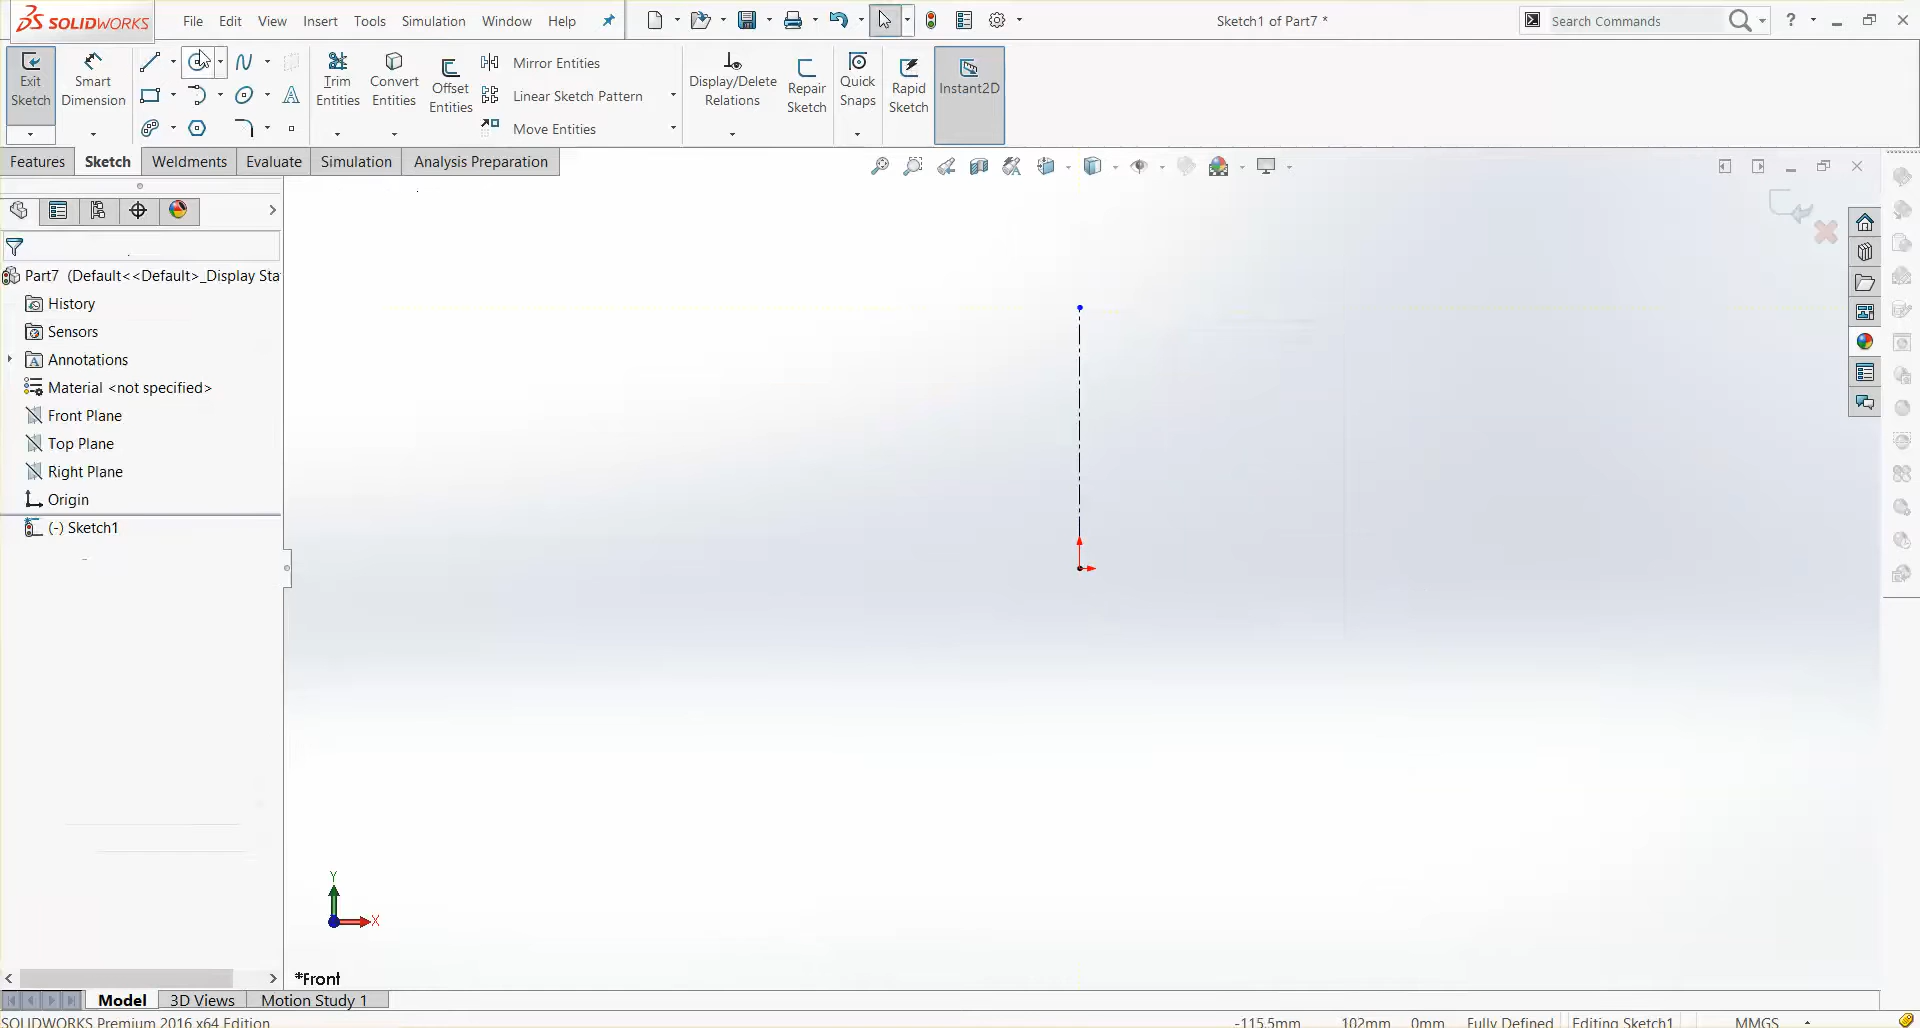 SOLIDWORKS File Edit View Insert Tools Simulation Window Help Sketch1 of Part7 * Search Commands ?
Exit Sketch
Smart Dimension
Trim Entities
Convert Entities
Offset Entities
Mirror Entities
Linear Sketch Pattern
Move Entities
Display/Delete Relations
Repair Sketch
Quick Snaps
Rapid Sketch
Instant2D
Features Sketch Weldments Evaluate Simulation Analysis Preparation
Part7 (Default<<Default>_Display Sta
History
Sensors
Annotations
Material <not specified>
Front Plane
Top Plane
Right Plane
Origin
(-) Sketch1
Y
X
*Front
Model 3D Views Motion Study 1
SOLIDWORKS Premium 2016 x64 Edition -115.5mm 102mm 0mm Fully Defined Editing Sketch1 MMGS